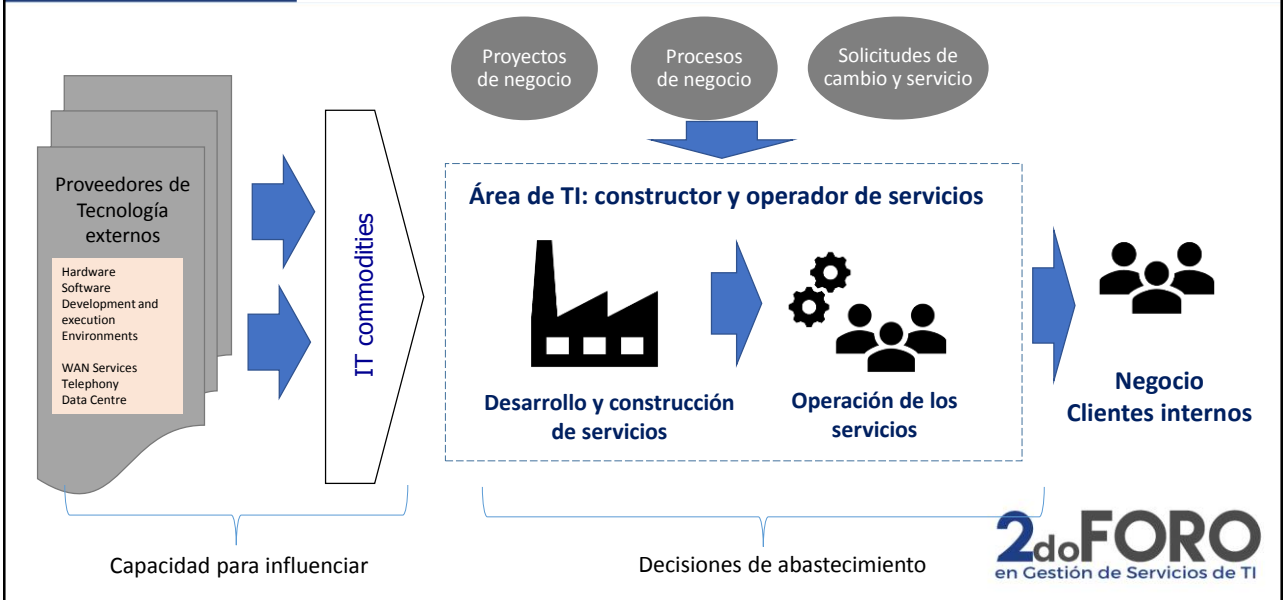 Proyectos
de negocio
Procesos
de negocio
Solicitudes de
cambio y servicio
Proveedores de
Tecnología
externos
Hardware
Software
Development and
execution
Environments
WAN Services
Telephony
Data Centre
IT commodities
Área de TI: constructor y operador de servicios
Desarrollo y construcción
de servicios
Operación de los
servicios
Negocio
Clientes internos
Capacidad para influenciar
Decisiones de abastecimiento
2doFORO
en Gestión de Servicios de TI